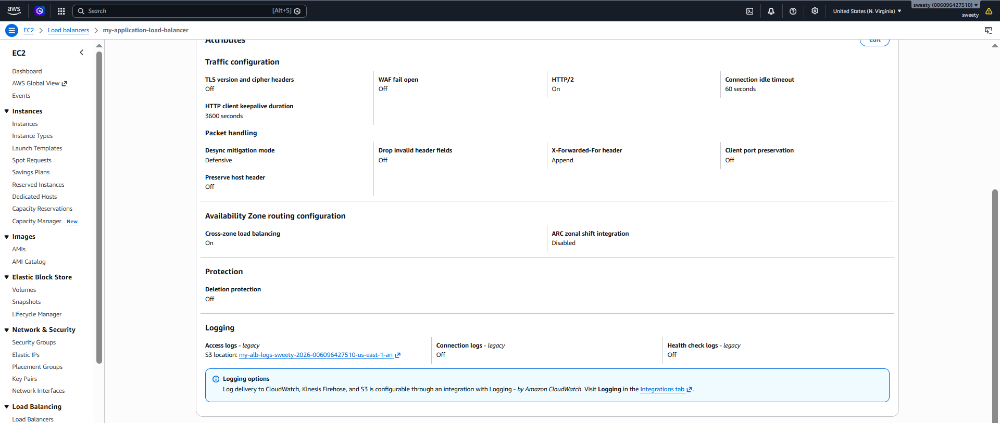 aws
Search
[Alt+S]
United States (N. Virginia)
sweety (006096427510)
sweety
EC2
Load balancers
my-application-load-balancer
EC2
Dashboard
AWS Global View
Events
Instances
Instances
Instance Types
Launch Templates
Spot Requests
Savings Plans
Reserved Instances
Dedicated Hosts
Capacity Reservations
Capacity Manager New
Images
AMIs
AMI Catalog
Elastic Block Store
Volumes
Snapshots
Lifecycle Manager
Network & Security
Security Groups
Elastic IPs
Placement Groups
Key Pairs
Network Interfaces
Load Balancing
Load Balancers
Attributes
Edit
Traffic configuration
TLS version and cipher headers
Off
WAF fail open
Off
HTTP/2
On
Connection idle timeout
60 seconds
HTTP client keepalive duration
3600 seconds
Packet handling
Desync mitigation mode
Defensive
Drop invalid header fields
Off
X-Forwarded-For header
Append
Client port preservation
Off
Preserve host header
Off
Availability Zone routing configuration
Cross-zone load balancing
On
ARC zonal shift integration
Disabled
Protection
Deletion protection
Off
Logging
Access logs - legacy
S3 location: my-alb-logs-sweety-2026-006096427510-us-east-1-an
Connection logs - legacy
Off
Health check logs - legacy
Off
Logging options
Log delivery to CloudWatch, Kinesis Firehose, and S3 is configurable through an integration with Logging - by Amazon CloudWatch. Visit Logging in the Integrations tab.